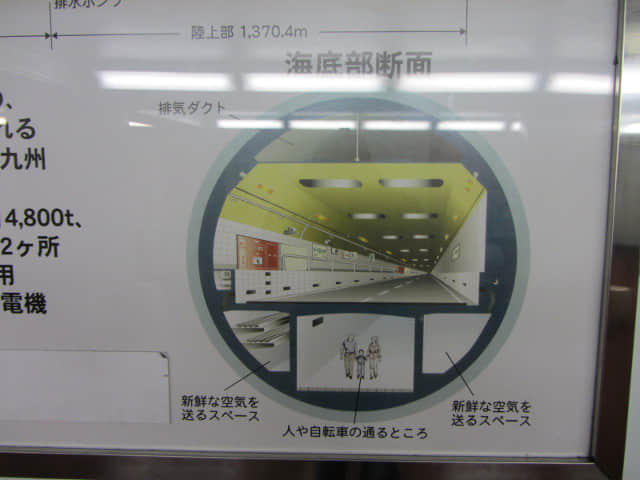 排水ポンプ
陸上部 1,370.4m
海底部断面
排気ダクト
れる
九州
4,800t、
2ヶ所
用
電機
新鮮な空気を
送るスペース
人や自転車の通るところ
新鮮な空気を
送るスペース